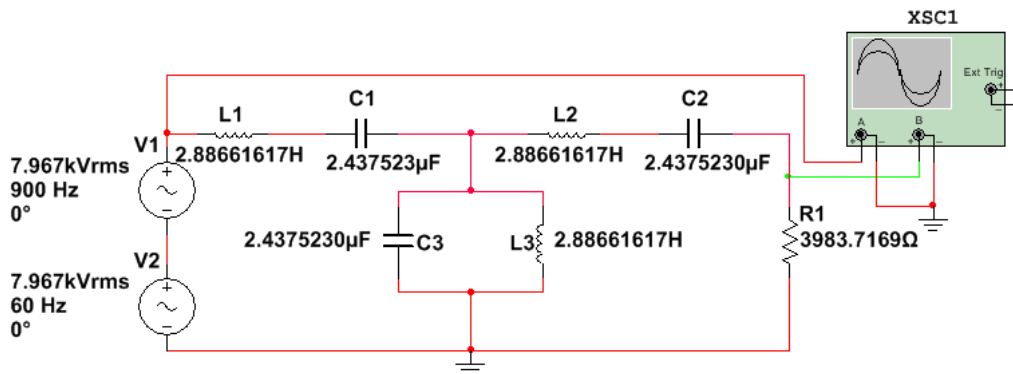 XSC1
Ext Trig
+
−
A
B
+
−
+
−
L1
C1
L2
C2
2.88661617H
2.437523µF
2.88661617H
2.4375230µF
V1
7.967kVrms
900 Hz
0°
+
−
2.4375230µF
C3
L3
2.88661617H
R1
3983.7169Ω
V2
7.967kVrms
60 Hz
0°
+
−